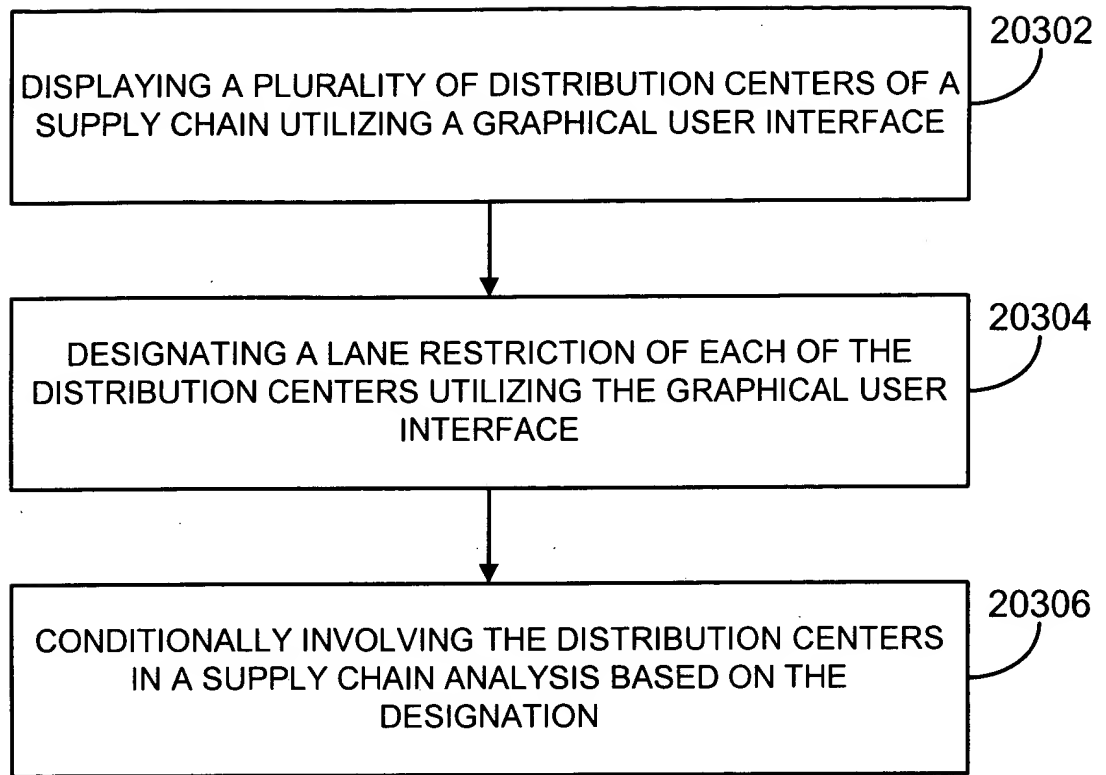 20302
DISPLAYING A PLURALITY OF DISTRIBUTION CENTERS OF A
SUPPLY CHAIN UTILIZING A GRAPHICAL USER INTERFACE
20304
DESIGNATING A LANE RESTRICTION OF EACH OF THE
DISTRIBUTION CENTERS UTILIZING THE GRAPHICAL USER
INTERFACE
20306
CONDITIONALLY INVOLVING THE DISTRIBUTION CENTERS
IN A SUPPLY CHAIN ANALYSIS BASED ON THE
DESIGNATION